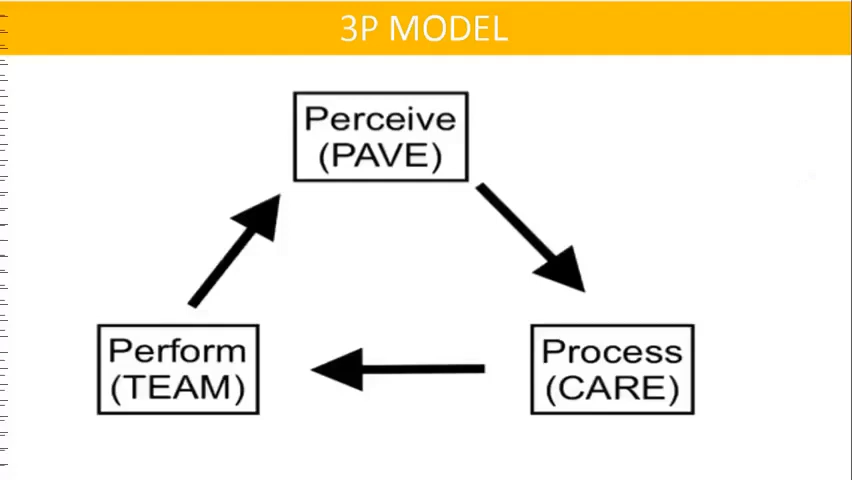 3P MODEL
Perceive
(PAVE)
Perform
(TEAM)
Process
(CARE)